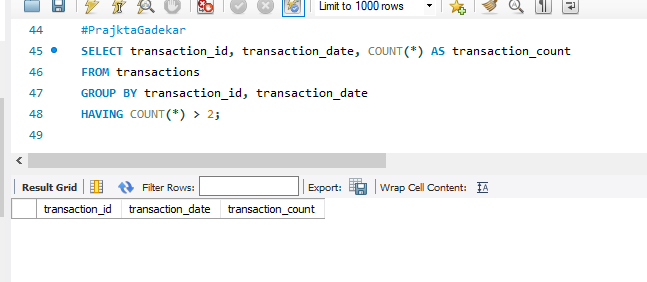 Limit to 1000 rows
44 #PrajktaGadekar
45 SELECT transaction_id, transaction_date, COUNT(*) AS transaction_count
46 FROM transactions
47 GROUP BY transaction_id, transaction_date
48 HAVING COUNT(*) > 2;
49
Result Grid Filter Rows: Export: Wrap Cell Content:
transaction_id transaction_date transaction_count